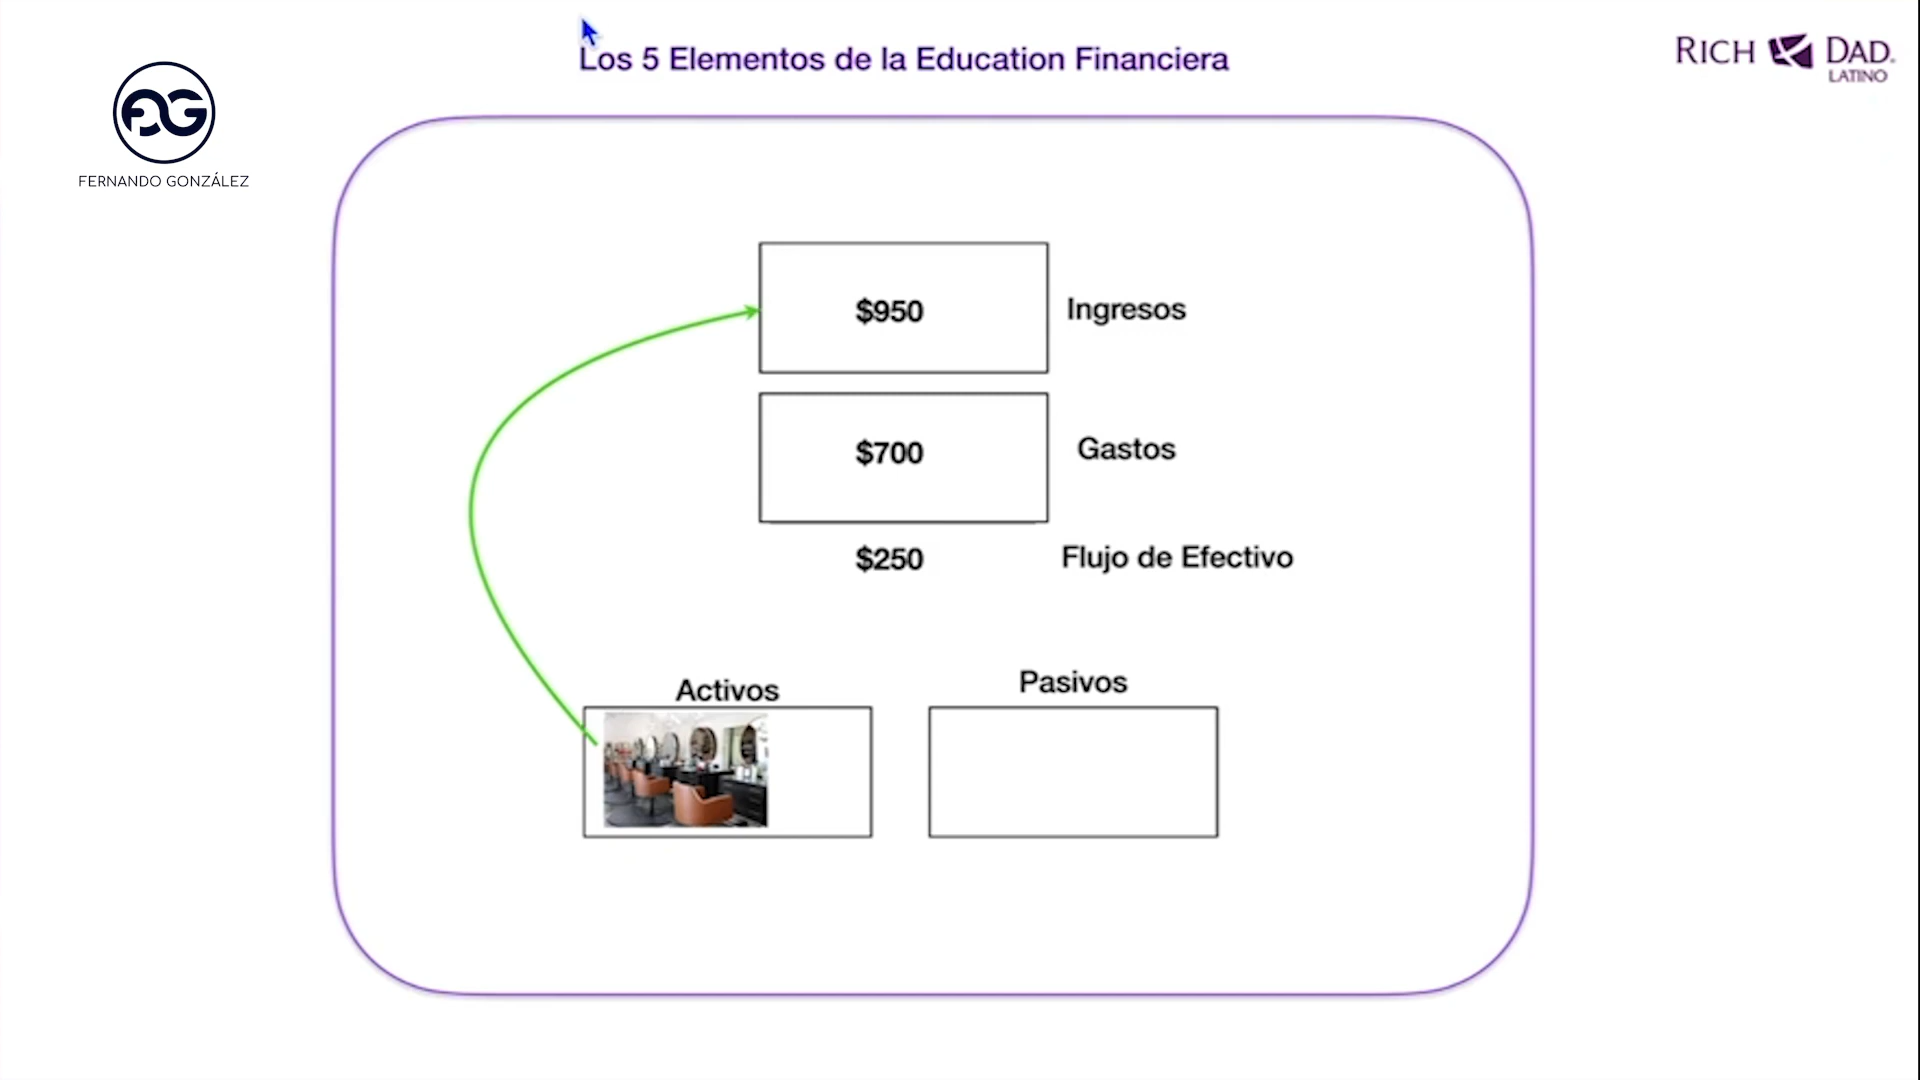 Los 5 Elementos de la Education Financiera
RICH DAD.
LATINO
FG
FERNANDO GONZÁLEZ
$950
Ingresos
$700
Gastos
$250
Flujo de Efectivo
Activos
Pasivos